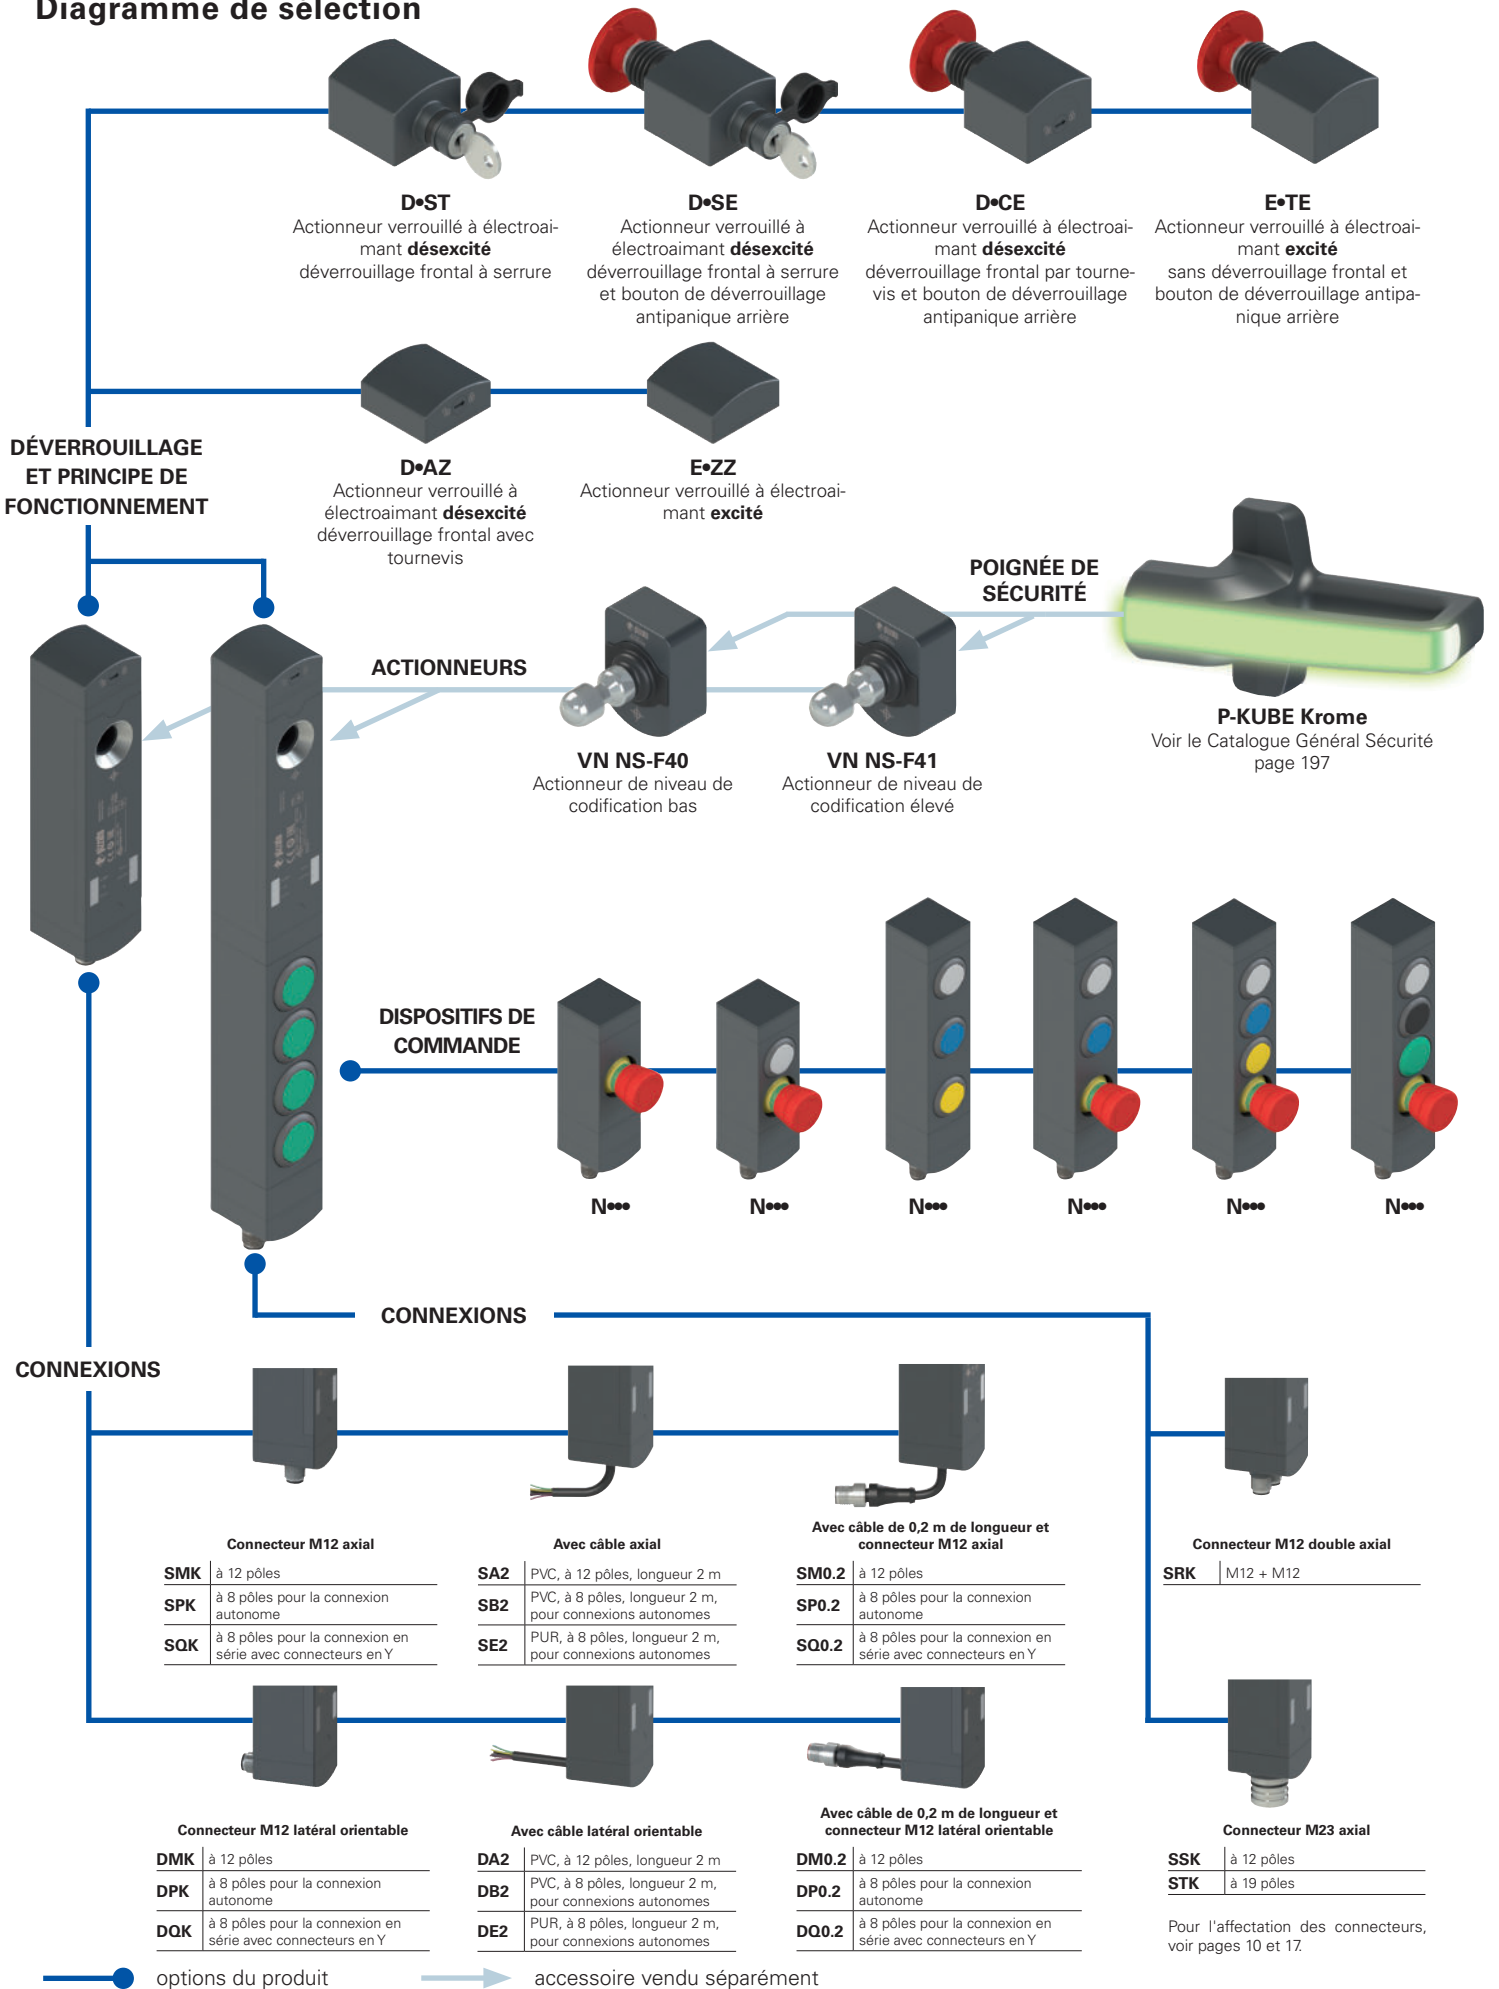 Diagramme de sélection
D•ST
Actionneur verrouillé à électroai-
mant désexcité
déverrouillage frontal à serrure
D•SE
Actionneur verrouillé à
électroaimant désexcité
déverrouillage frontal à serrure
et bouton de déverrouillage
antipanique arrière
D•CE
Actionneur verrouillé à électroai-
mant désexcité
déverrouillage frontal par tourne-
vis et bouton de déverrouillage
antipanique arrière
E•TE
Actionneur verrouillé à électroai-
mant excité
sans déverrouillage frontal et
bouton de déverrouillage antipa-
nique arrière
DÉVERROUILLAGE
ET PRINCIPE DE
FONCTIONNEMENT
D•AZ
Actionneur verrouillé à
électroaimant désexcité
déverrouillage frontal avec
tournevis
E•ZZ
Actionneur verrouillé à électroai-
mant excité
POIGNÉE DE
SÉCURITÉ
ACTIONNEURS
P-KUBE Krome
Voir le Catalogue Général Sécurité
page 197
VN NS-F40
Actionneur de niveau de
codification bas
VN NS-F41
Actionneur de niveau de
codification élevé
DISPOSITIFS DE
COMMANDE
N•••
N•••
N•••
N•••
N•••
N•••
CONNEXIONS
CONNEXIONS
Connecteur M12 axial
SMK à 12 pôles
SPK à 8 pôles pour la connexion
autonome
SQK à 8 pôles pour la connexion en
série avec connecteurs en Y
Avec câble axial
SA2 PVC, à 12 pôles, longueur 2 m
SB2 PVC, à 8 pôles, longueur 2 m,
pour connexions autonomes
SE2 PUR, à 8 pôles, longueur 2 m,
pour connexions autonomes
Avec câble de 0,2 m de longueur et
connecteur M12 axial
SM0.2 à 12 pôles
SP0.2 à 8 pôles pour la connexion
autonome
SQ0.2 à 8 pôles pour la connexion en
série avec connecteurs en Y
Connecteur M12 double axial
SRK M12 + M12
Connecteur M12 latéral orientable
DMK à 12 pôles
DPK à 8 pôles pour la connexion
autonome
DQK à 8 pôles pour la connexion en
série avec connecteurs en Y
Avec câble latéral orientable
DA2 PVC, à 12 pôles, longueur 2 m
DB2 PVC, à 8 pôles, longueur 2 m,
pour connexions autonomes
DE2 PUR, à 8 pôles, longueur 2 m,
pour connexions autonomes
Avec câble de 0,2 m de longueur et
connecteur M12 latéral orientable
DM0.2 à 12 pôles
DP0.2 à 8 pôles pour la connexion
autonome
DQ0.2 à 8 pôles pour la connexion en
série avec connecteurs en Y
Connecteur M23 axial
SSK à 12 pôles
STK à 19 pôles
Pour l'affectation des connecteurs,
voir pages 10 et 17.
options du produit
accessoire vendu séparément